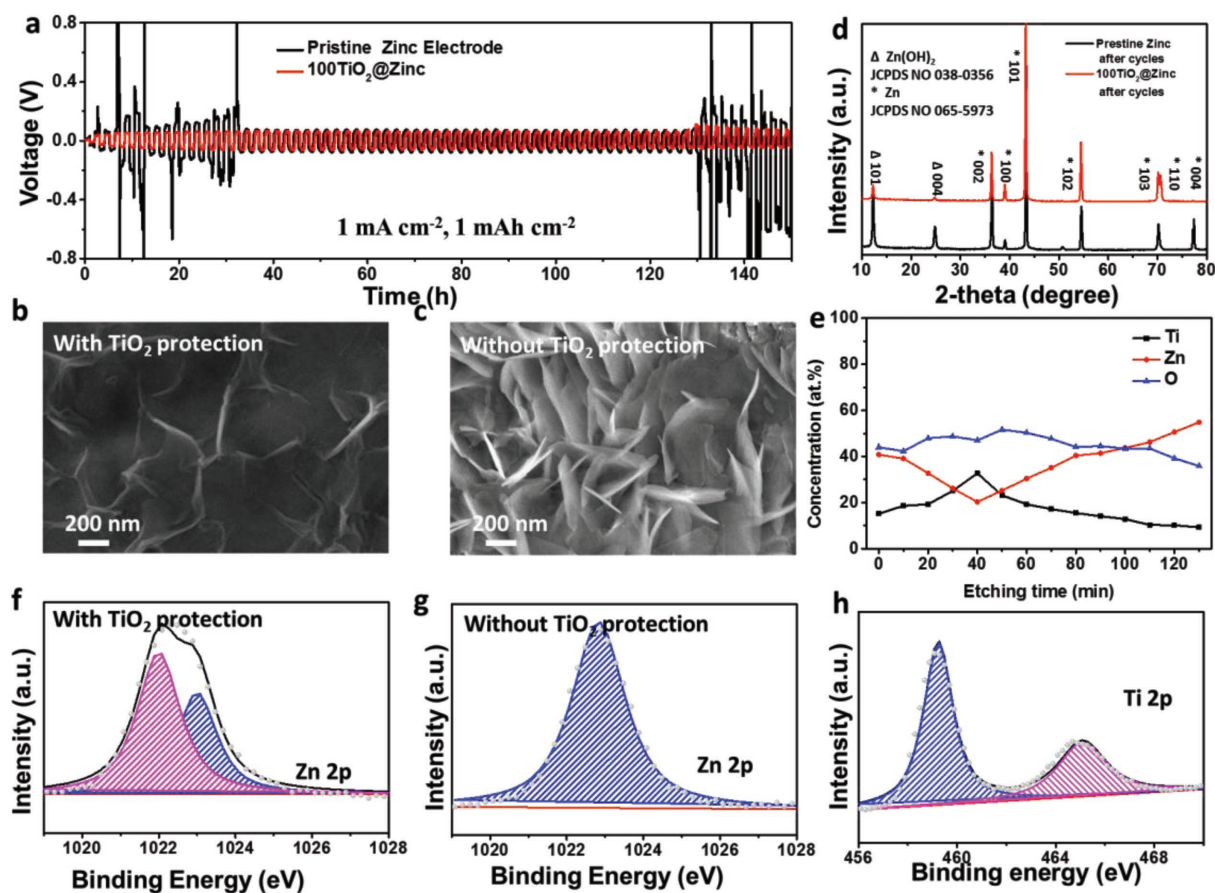 a
0.8
0.4
0.0
-0.4
-0.8
Voltage (V)
Pristine Zinc Electrode
100TiO₂@Zinc
1 mA cm⁻², 1 mAh cm⁻²
0 20 40 60 80 100 120 140
Time (h)
d
Intensity (a.u.)
Δ Zn(OH)₂
JCPDS NO 038-0356
* Zn
JCPDS NO 065-5973
Prestine Zinc
after cycles
100TiO₂@Zinc
after cycles
Δ 101
Δ 004
* 002
* 100
* 101
* 102
* 103
* 110
* 004
10 20 30 40 50 60 70 80
2-theta (degree)
b
With TiO₂ protection
200 nm
c
Without TiO₂ protection
200 nm
e
100
80
60
40
20
0
Concentration (at.%)
Ti
Zn
O
0 20 40 60 80 100 120
Etching time (min)
f
With TiO₂ protection
Intensity (a.u.)
Zn 2p
1020 1022 1024 1026 1028
Binding Energy (eV)
g
Without TiO₂ protection
Intensity (a.u.)
Zn 2p
1020 1022 1024 1026 1028
Binding Energy (eV)
h
Intensity (a.u.)
Ti 2p
456 460 464 468
Binding energy (eV)